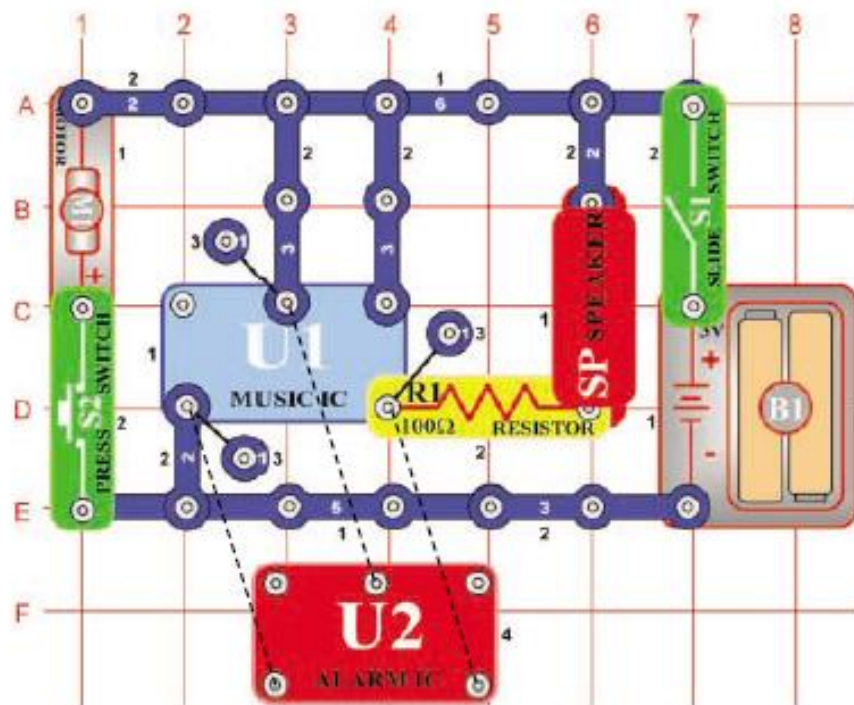 1 2 3 4 5 6 7 8
2 1
A 2 6
MOTOR 1 2 2 2 2 2 S1 SLIDE SWITCH
B M
3 1 3 3
+
C 3V
1 U1 1 3 1 SP SPEAKER +
S2 PRESS SWITCH MUSIC IC R1 B1
D 100Ω RESISTOR 1
2 2 2 1 3 2 -
E 5 3
1 2
F U2 4
ALARM IC